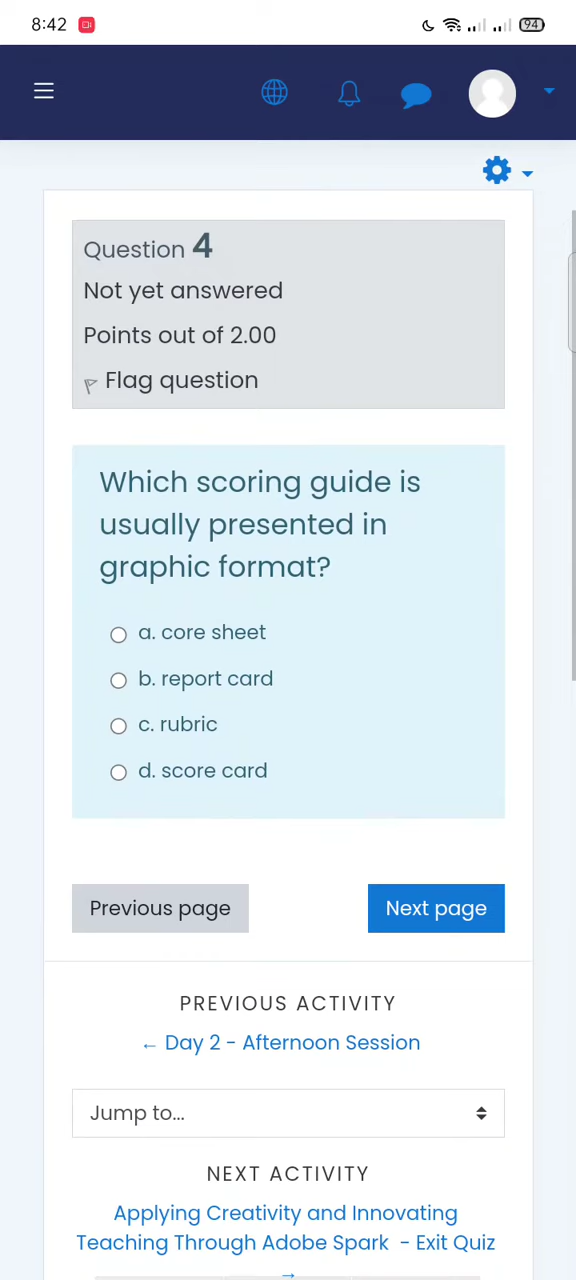 8:42
94
Question 4
Not yet answered
Points out of 2.00
Flag question
Which scoring guide is
usually presented in
graphic format?
a. core sheet
b. report card
c. rubric
d. score card
Previous page
Next page
PREVIOUS ACTIVITY
← Day 2 - Afternoon Session
Jump to...
NEXT ACTIVITY
Applying Creativity and Innovating
Teaching Through Adobe Spark - Exit Quiz
→